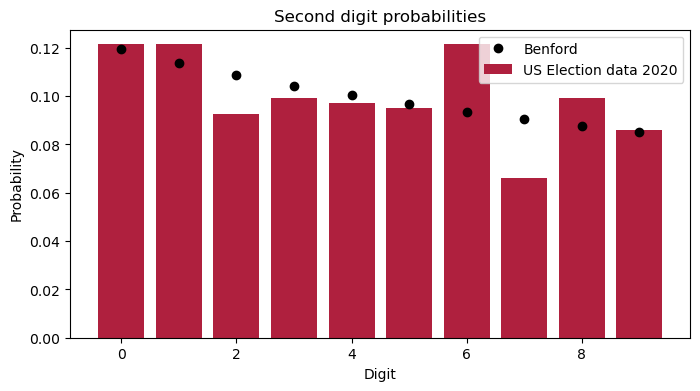 Second digit probabilities
Benford
US Election data 2020
Probability
0.12
0.10
0.08
0.06
0.04
0.02
0.00
0 2 4 6 8
Digit